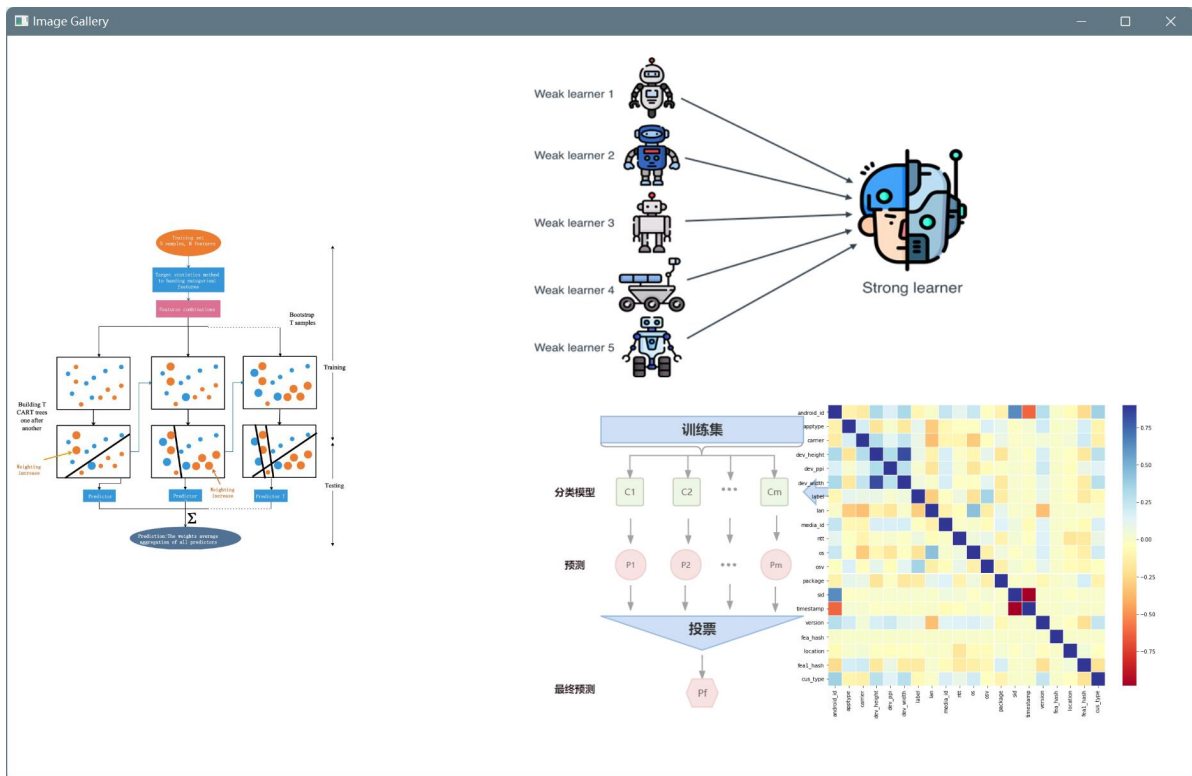 Image Gallery
Training set
N samples, M features
Target statistics method
to handing categorical
features
Features combinations
Bootstrap
T samples
Training
Building T
CART trees
one after
another
Weighting
increase
Weighting
increase
Testing
Predictor
Predictor
Predictor T
Σ
Prediction:The weights average
aggregation of all predictors
Weak learner 1
Weak learner 2
Weak learner 3
Weak learner 4
Weak learner 5
Strong learner
训练集
分类模型
C1
C2
•••
Cm
预测
P1
P2
•••
Pm
投票
最终预测
Pf
android_id
apptype
carrier
dev_height
dev_ppi
dev_width
label
lan
media_id
ntt
os
osv
package
sid
timestamp
version
fea_hash
location
fea1_hash
cus_type
android_id
apptype
carrier
dev_height
dev_ppi
dev_width
label
lan
media_id
ntt
os
osv
package
sid
timestamp
version
fea_hash
location
fea1_hash
cus_type
0.75
0.50
0.25
0.00
-0.25
-0.50
-0.75